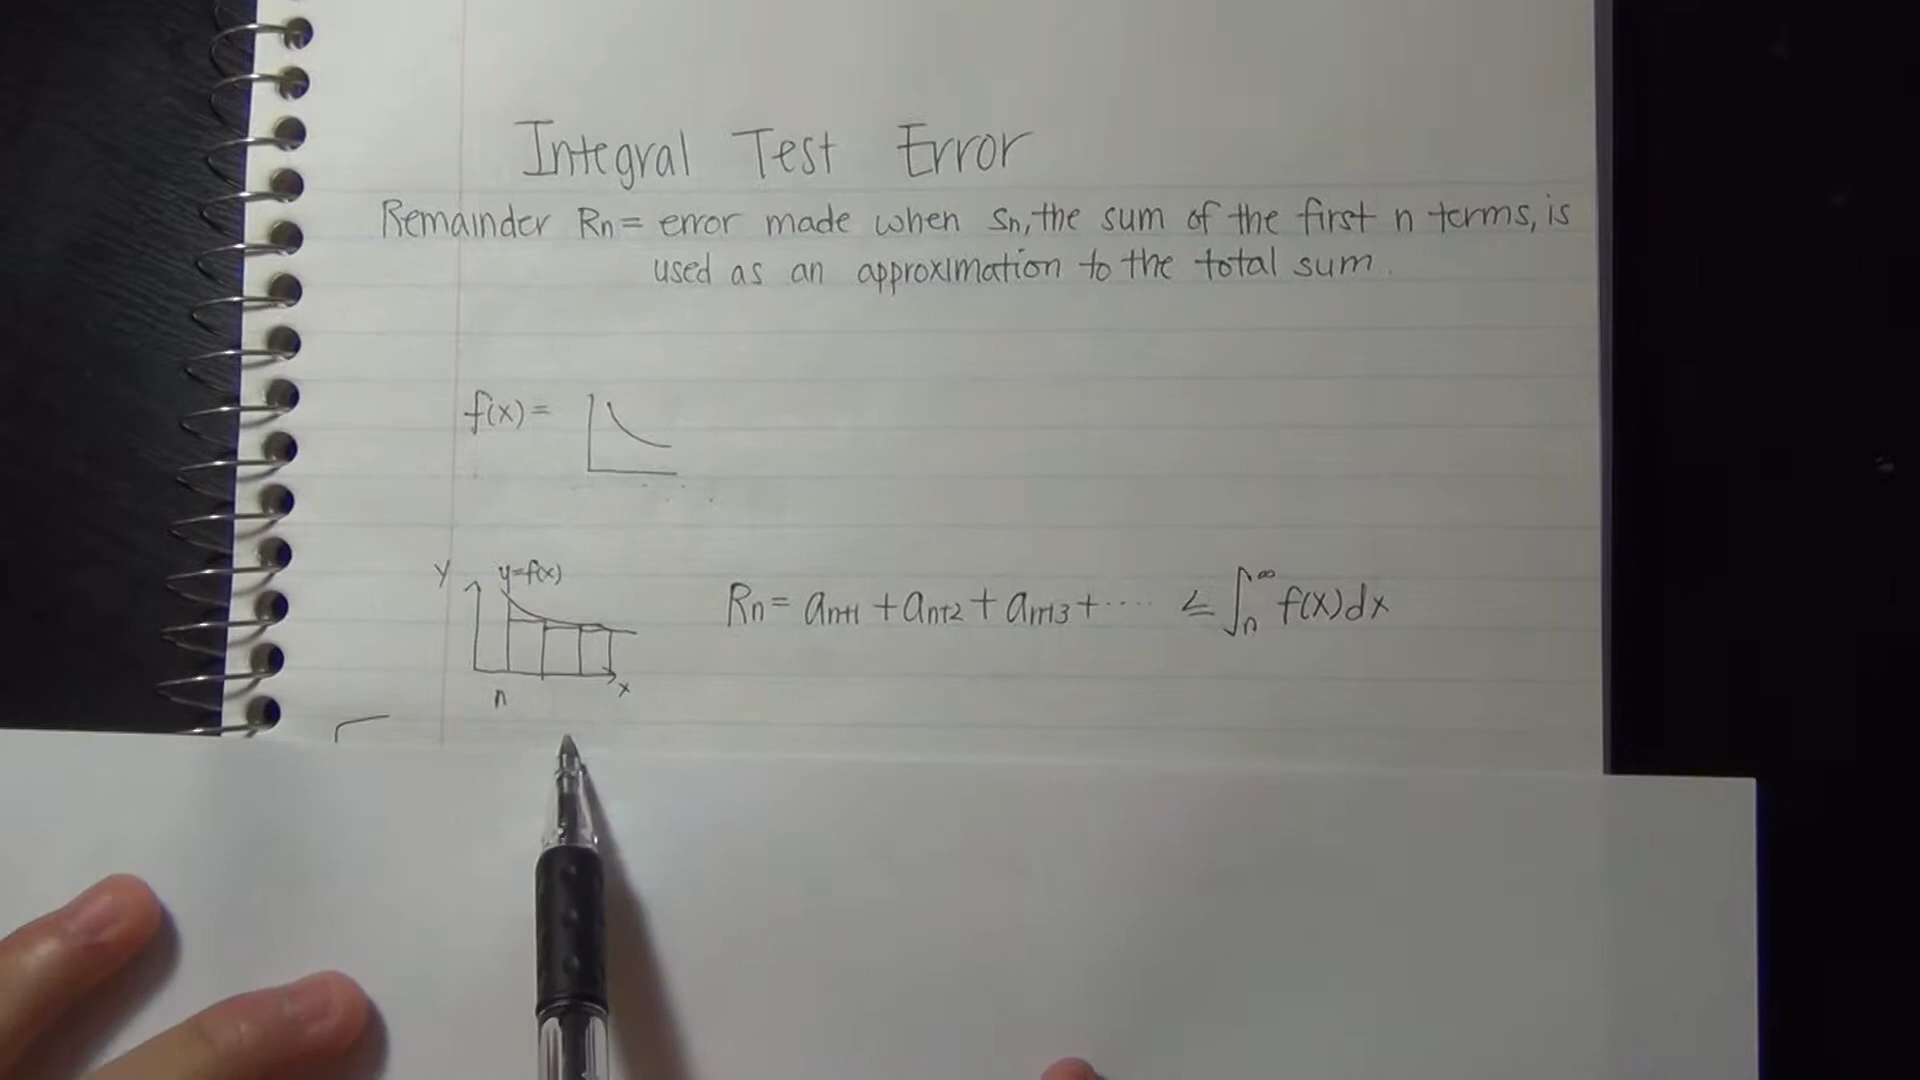 Integral Test Error
Remainder Rn = error made when Sn, the sum of the first n terms, is
used as an approximation to the total sum.
f(x) =
y y=f(x)
Rn = an+1 + an+2 + an+3 + ····· ≤ ∫n^∞ f(x)dx
n x